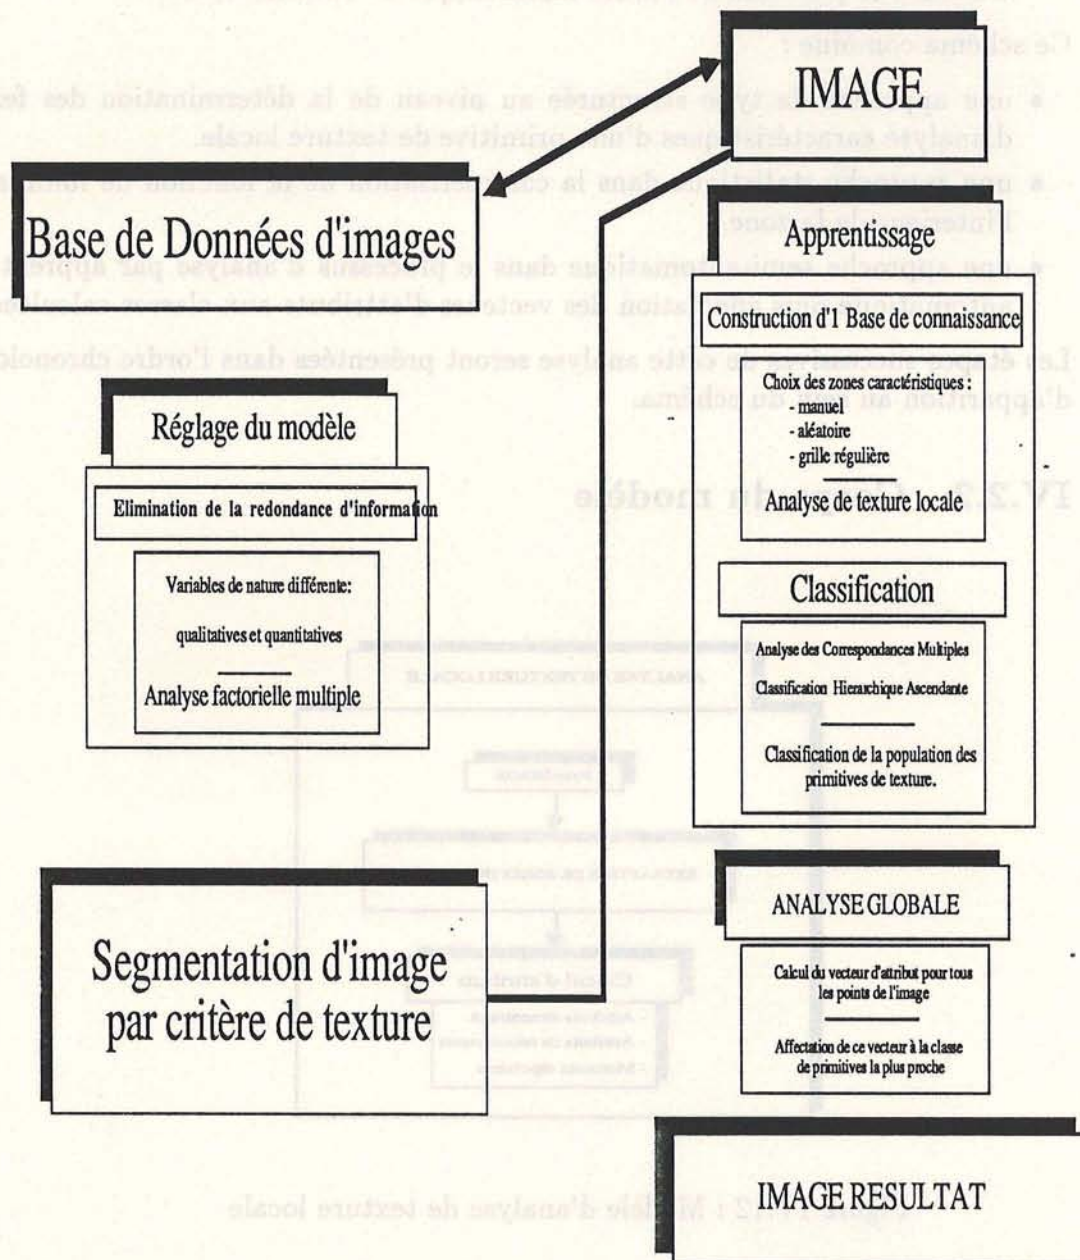 IMAGE
Base de Données d'images
Apprentissage
Construction d'1 Base de connaissance
Choix des zones caractéristiques :
- manuel
- aléatoire
- grille régulière
Analyse de texture locale
Réglage du modèle
Elimination de la redondance d'information
Variables de nature différente:
qualitatives et quantitatives
Analyse factorielle multiple
Classification
Analyse des Correspondances Multiples
Classification Hierarchique Ascendante
Classification de la population des
primitives de texture.
Segmentation d'image
par critère de texture
ANALYSE GLOBALE
Calcul du vecteur d'attribut pour tous
les points de l'image
Affectation de ce vecteur à la classe
de primitives la plus proche
IMAGE RESULTAT